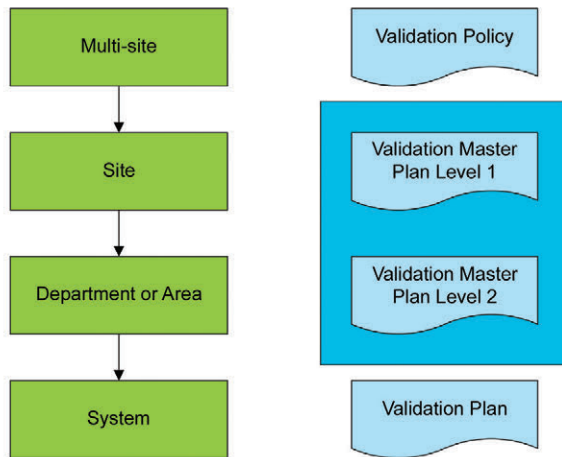 Multi-site
Validation Policy
Site
Validation Master
Plan Level 1
Department or Area
Validation Master
Plan Level 2
System
Validation Plan